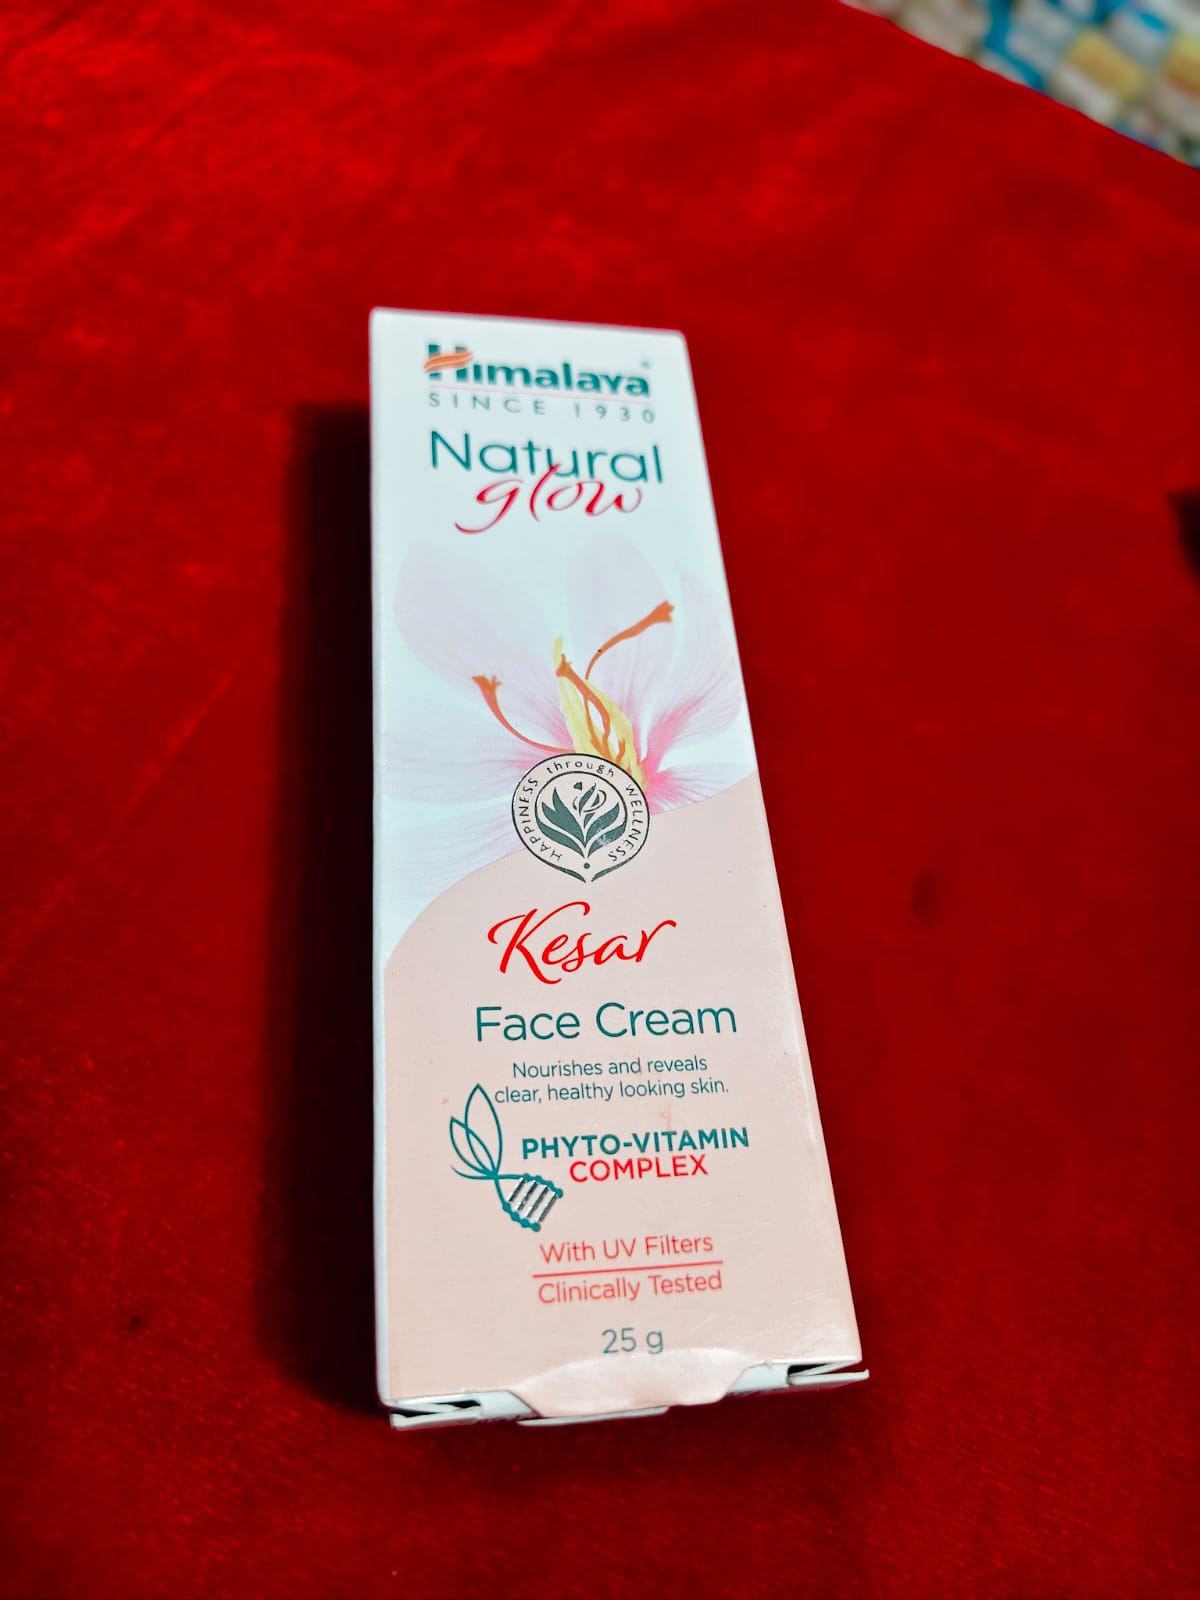 Himalaya
SINCE 1930
Natural
glow
HAPPINESS through WELLNESS
Kesar
Face Cream
Nourishes and reveals
clear, healthy looking skin.
PHYTO-VITAMIN
COMPLEX
With UV Filters
Clinically Tested
25 g